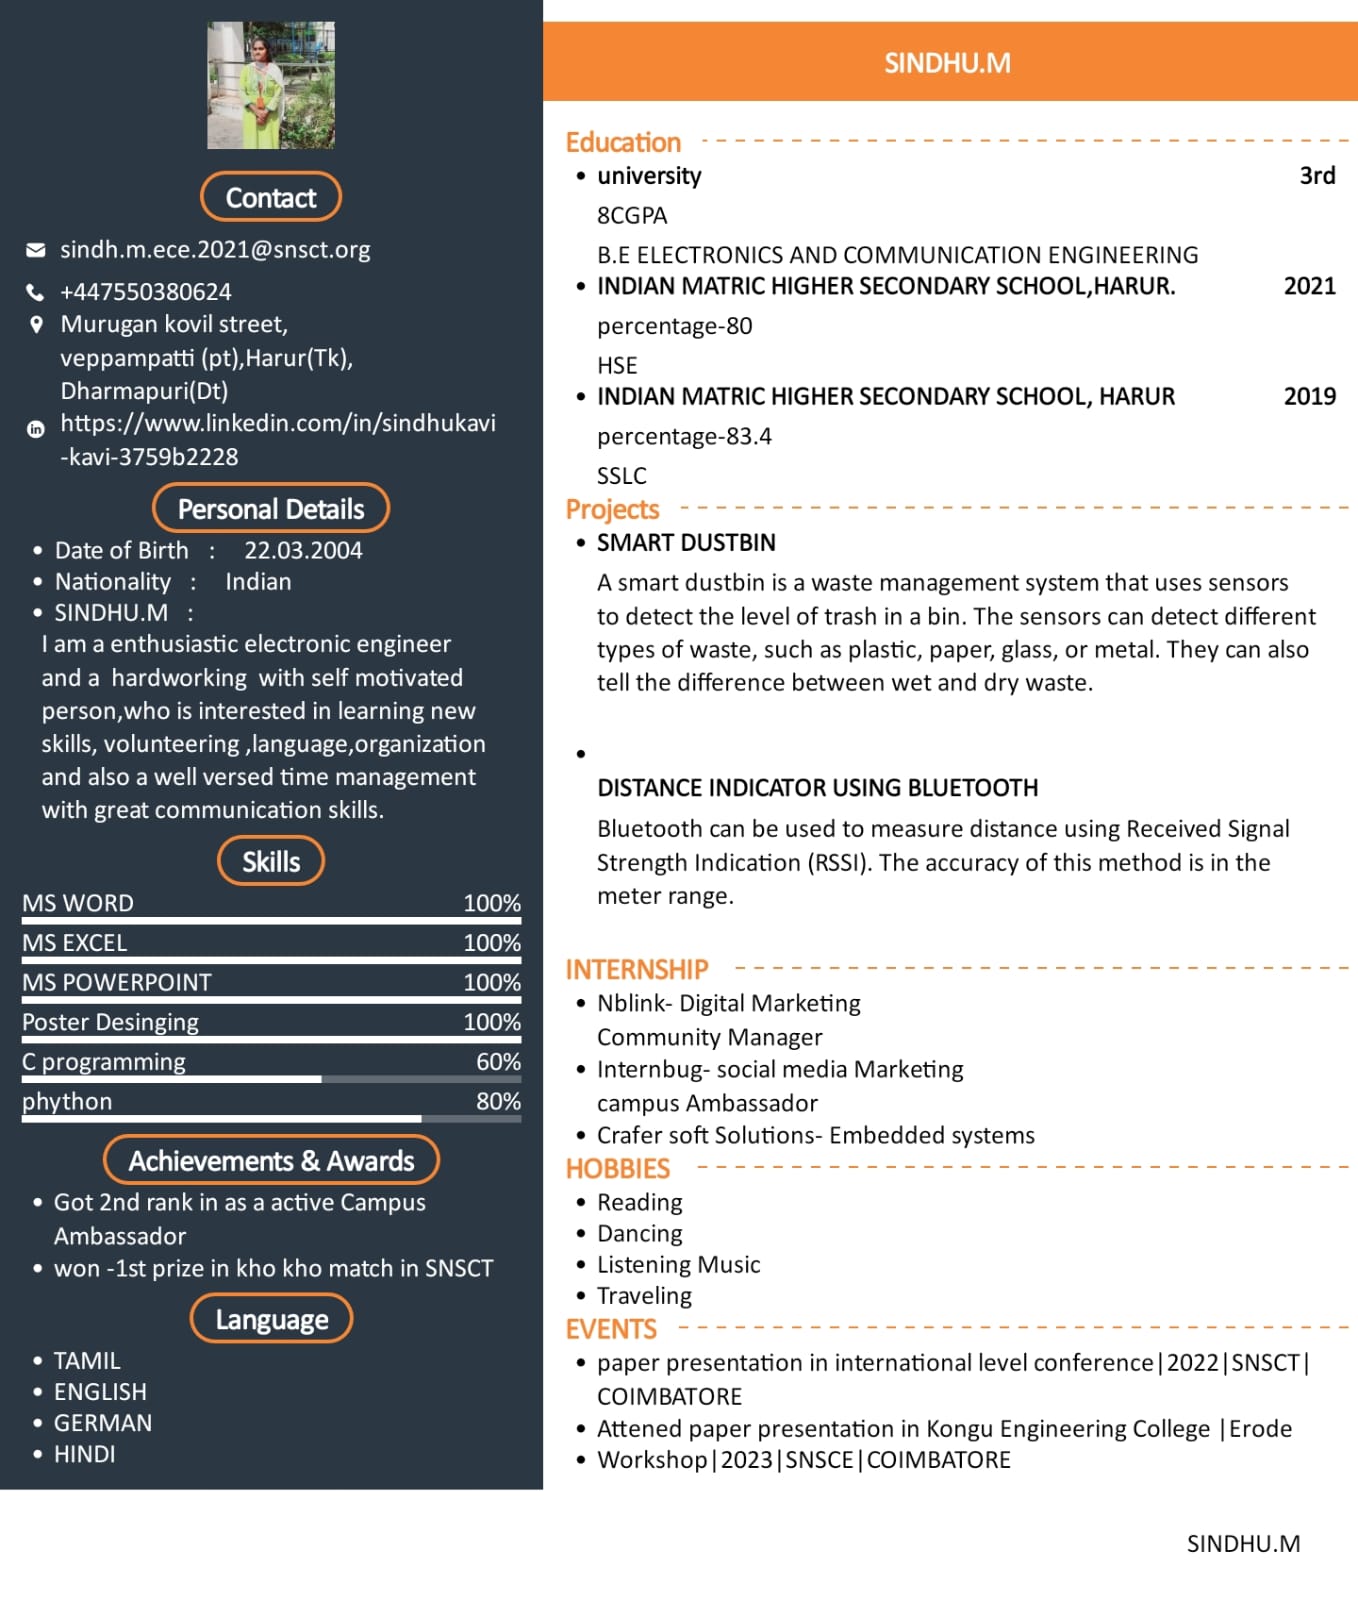 Contact
sindh.m.ece.2021@snsct.org
+447550380624
Murugan kovil street,
veppampatti (pt),Harur(Tk),
Dharmapuri(Dt)
https://www.linkedin.com/in/sindhukavi
-kavi-3759b2228
Personal Details
• Date of Birth : 22.03.2004
• Nationality : Indian
• SINDHU.M :
I am a enthusiastic electronic engineer
and a hardworking with self motivated
person,who is interested in learning new
skills, volunteering ,language,organization
and also a well versed time management
with great communication skills.
Skills
MS WORD 100%
MS EXCEL 100%
MS POWERPOINT 100%
Poster Desinging 100%
C programming 60%
phython 80%
Achievements & Awards
• Got 2nd rank in as a active Campus
Ambassador
• won -1st prize in kho kho match in SNSCT
Language
• TAMIL
• ENGLISH
• GERMAN
• HINDI
SINDHU.M
Education
• university 3rd
8CGPA
B.E ELECTRONICS AND COMMUNICATION ENGINEERING
• INDIAN MATRIC HIGHER SECONDARY SCHOOL,HARUR. 2021
percentage-80
HSE
• INDIAN MATRIC HIGHER SECONDARY SCHOOL, HARUR 2019
percentage-83.4
SSLC
Projects
• SMART DUSTBIN
A smart dustbin is a waste management system that uses sensors
to detect the level of trash in a bin. The sensors can detect different
types of waste, such as plastic, paper, glass, or metal. They can also
tell the difference between wet and dry waste.
•
DISTANCE INDICATOR USING BLUETOOTH
Bluetooth can be used to measure distance using Received Signal
Strength Indication (RSSI). The accuracy of this method is in the
meter range.
INTERNSHIP
• Nblink- Digital Marketing
Community Manager
• Internbug- social media Marketing
campus Ambassador
• Crafer soft Solutions- Embedded systems
HOBBIES
• Reading
• Dancing
• Listening Music
• Traveling
EVENTS
• paper presentation in international level conference|2022|SNSCT|
COIMBATORE
• Attened paper presentation in Kongu Engineering College |Erode
• Workshop|2023|SNSCE|COIMBATORE
SINDHU.M